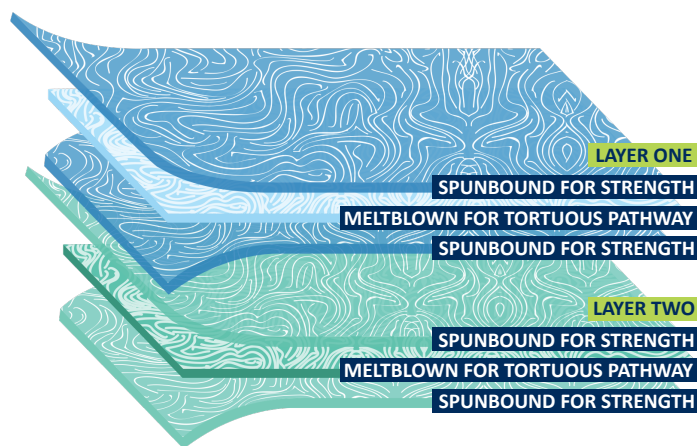 LAYER ONE
SPUNBOUND FOR STRENGTH
MELTBLOWN FOR TORTUOUS PATHWAY
SPUNBOUND FOR STRENGTH
LAYER TWO
SPUNBOUND FOR STRENGTH
MELTBLOWN FOR TORTUOUS PATHWAY
SPUNBOUND FOR STRENGTH